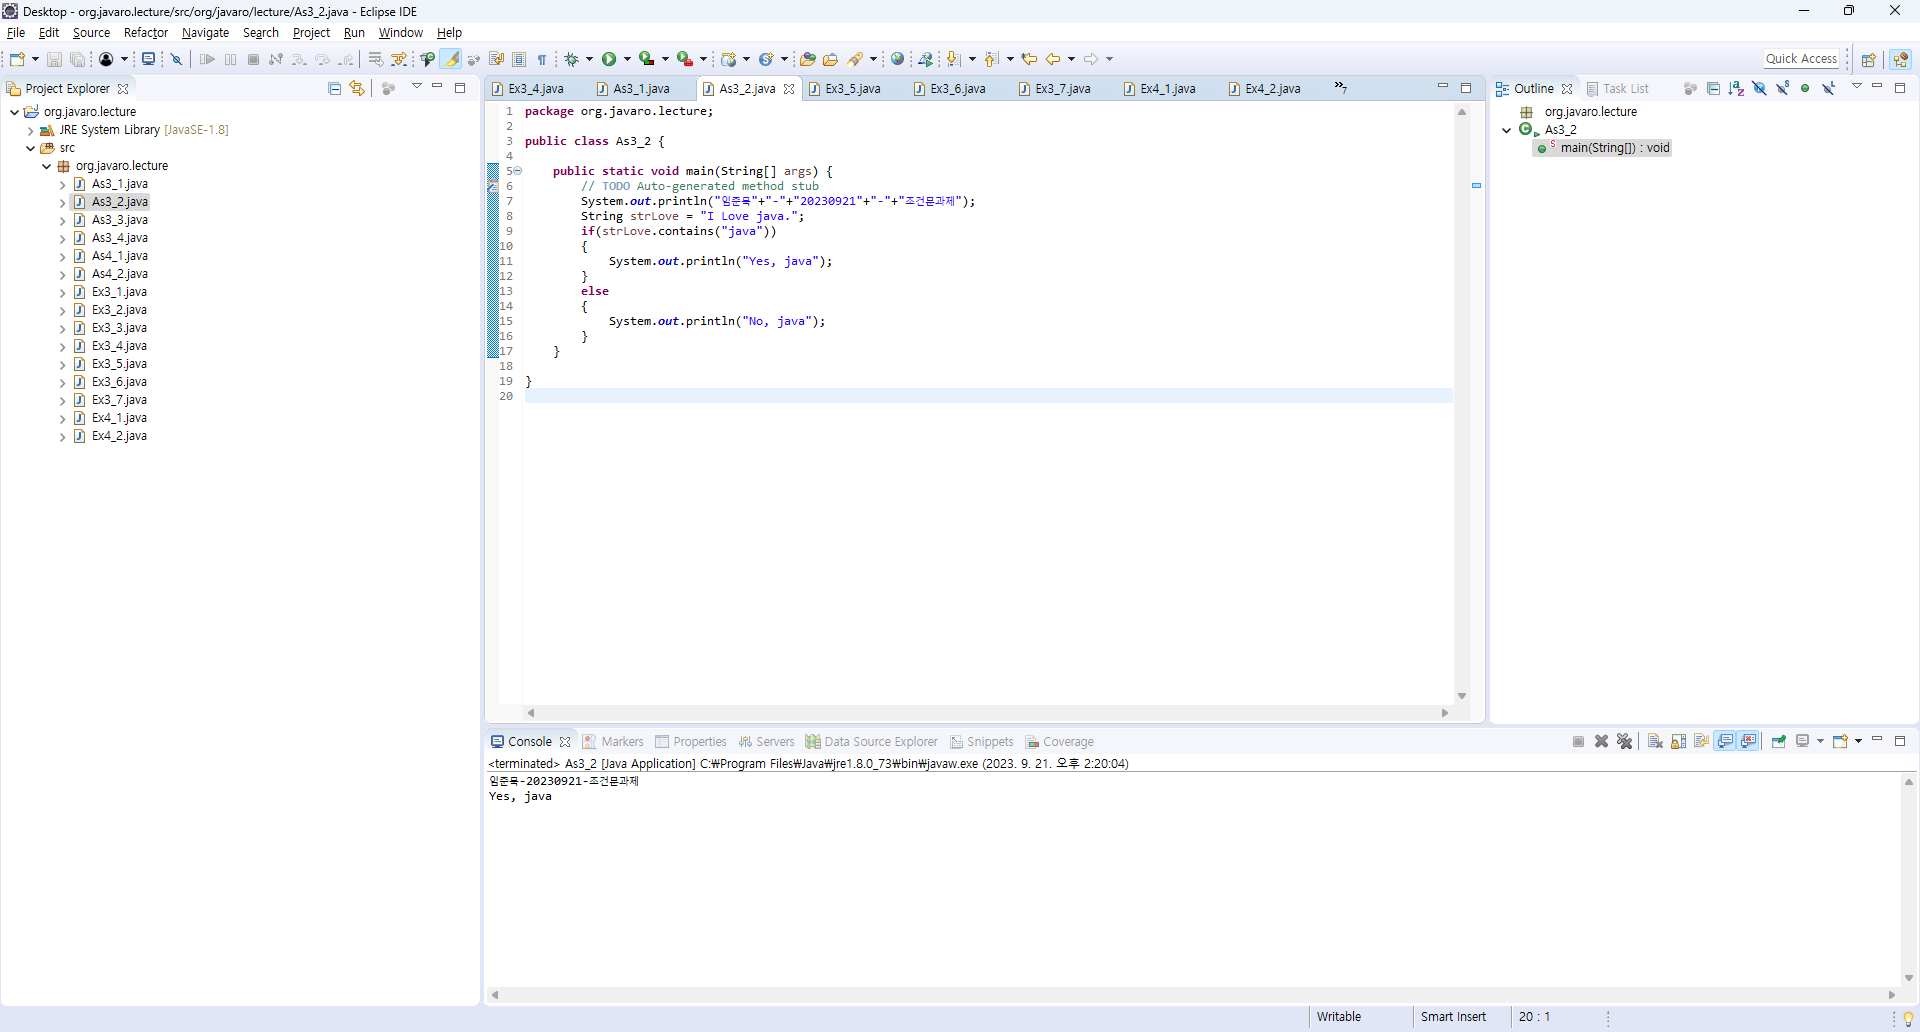 Desktop - org.javaro.lecture/src/org/javaro/lecture/As3_2.java - Eclipse IDE
File Edit Source Refactor Navigate Search Project Run Window Help
Quick Access
Project Explorer
org.javaro.lecture
JRE System Library [JavaSE-1.8]
src
org.javaro.lecture
As3_1.java
As3_2.java
As3_3.java
As3_4.java
As4_1.java
As4_2.java
Ex3_1.java
Ex3_2.java
Ex3_3.java
Ex3_4.java
Ex3_5.java
Ex3_6.java
Ex3_7.java
Ex4_1.java
Ex4_2.java
Ex3_4.java As3_1.java As3_2.java Ex3_5.java Ex3_6.java Ex3_7.java Ex4_1.java Ex4_2.java »7
1 package org.javaro.lecture;
2
3 public class As3_2 {
4
5 public static void main(String[] args) {
6 // TODO Auto-generated method stub
7 System.out.println("임준묵"+"-"+"20230921"+"-"+"조건문과제");
8 String strLove = "I Love java.";
9 if(strLove.contains("java"))
10 {
11 System.out.println("Yes, java");
12 }
13 else
14 {
15 System.out.println("No, java");
16 }
17 }
18
19 }
20
Outline Task List
org.javaro.lecture
As3_2
main(String[]) : void
Console Markers Properties Servers Data Source Explorer Snippets Coverage
<terminated> As3_2 [Java Application] C:₩Program Files₩Java₩jre1.8.0_73₩bin₩javaw.exe (2023. 9. 21. 오후 2:20:04)
임준묵-20230921-조건문과제
Yes, java
Writable Smart Insert 20 : 1